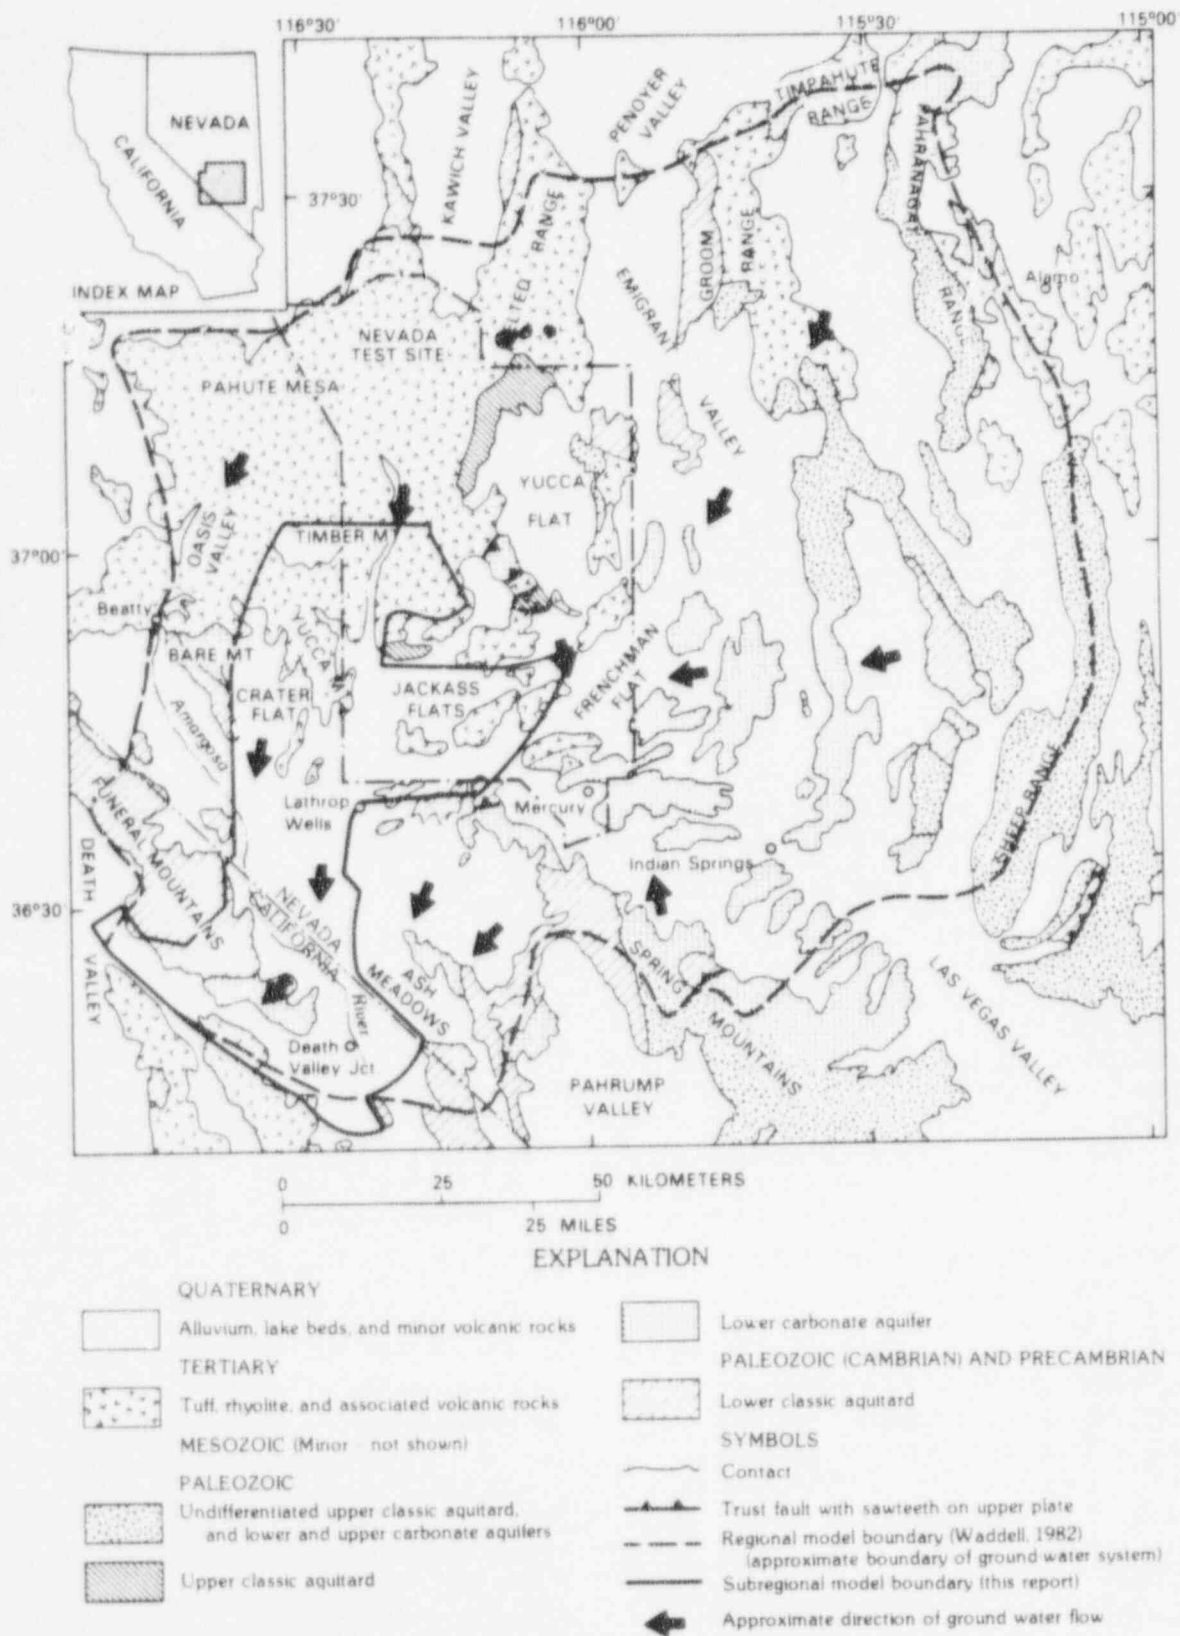 116°30'
116°00'
115°30'
115°00'
NEVADA
CALIFORNIA
INDEX MAP
37°30'
KAWICH VALLEY
PENOYER
VALLEY
TIMPAHUTE
RANGE
PAHRANAGAT
RANGE
BELTED
RANGE
GROOM
RANGE
EMIGRANT
VALLEY
Alamo
NEVADA
TEST SITE
PAHUTE MESA
YUCCA
FLAT
OASIS
VALLEY
TIMBER MT
37°00'
Beatty
BARE MT
YUCCA MT
CRATER
FLAT
JACKASS
FLATS
FRENCHMAN
FLAT
Amargosa
Lathrop
Wells
Mercury
FUNERAL MOUNTAINS
DEATH
VALLEY
Indian Springs
SHEEP RANGE
36°30'
NEVADA
CALIFORNIA
ASH
MEADOWS
SPRING
MOUNTAINS
LAS VEGAS VALLEY
River
Death
Valley Jct.
PAHRUMP
VALLEY
0 25 50 KILOMETERS
0 25 MILES
EXPLANATION
QUATERNARY
Alluvium, lake beds, and minor volcanic rocks
TERTIARY
Tuff, rhyolite, and associated volcanic rocks
MESOZOIC (Minor - not shown)
PALEOZOIC
Undifferentiated upper classic aquitard,
and lower and upper carbonate aquifers
Upper classic aquitard
Lower carbonate aquifer
PALEOZOIC (CAMBRIAN) AND PRECAMBRIAN
Lower classic aquitard
SYMBOLS
Contact
Trust fault with sawteeth on upper plate
Regional model boundary (Waddell, 1982)
(approximate boundary of ground-water system)
Subregional model boundary (this report)
Approximate direction of ground water flow